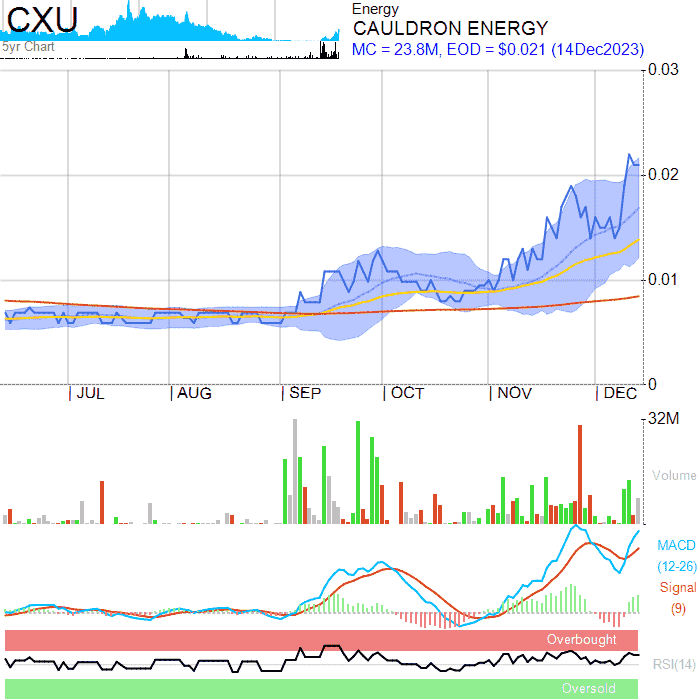 CXU
5yr Chart
Energy
CAULDRON ENERGY
MC = 23.8M, EOD = $0.021 (14Dec2023)
0.03
0.02
0.01
0
JUL AUG SEP OCT NOV DEC
32M
Volume
MACD
(12-26)
Signal
(9)
Overbought
RSI(14)
Oversold